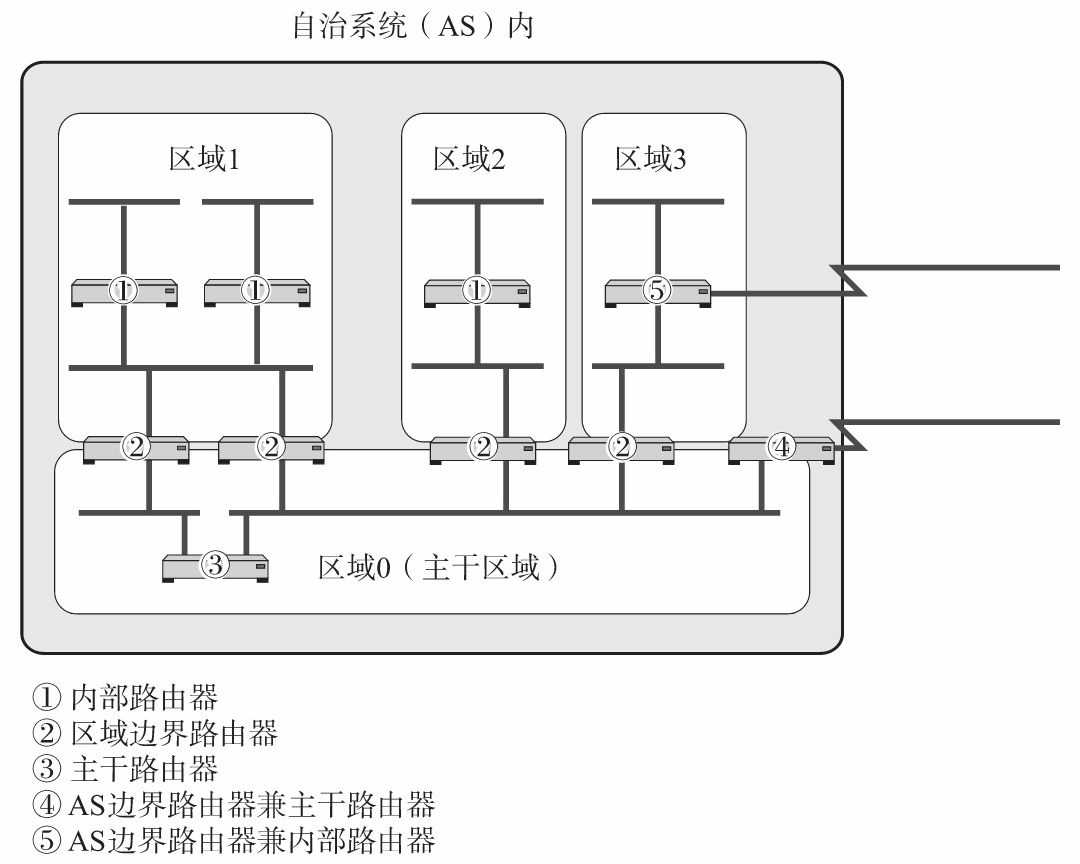 自治系统（AS）内
区域1
区域2
区域3
① ① ① ⑤
② ② ② ② ④
③
区域0（主干区域）
① 内部路由器
② 区域边界路由器
③ 主干路由器
④ AS边界路由器兼主干路由器
⑤ AS边界路由器兼内部路由器